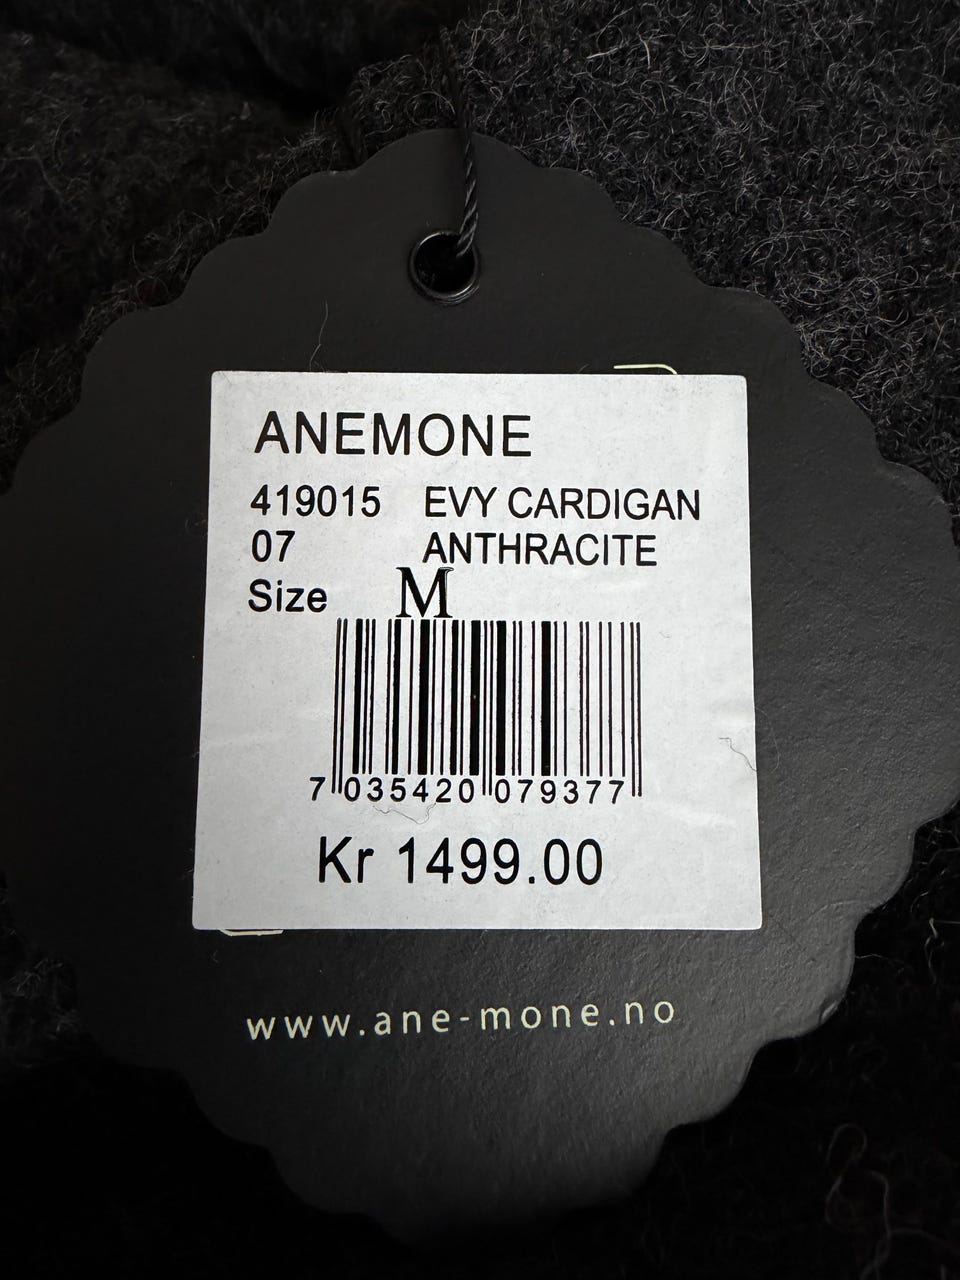 ANEMONE
419015 EVY CARDIGAN
07 ANTHRACITE
Size M
7 035420 079377
Kr 1499.00
www.ane-mone.no